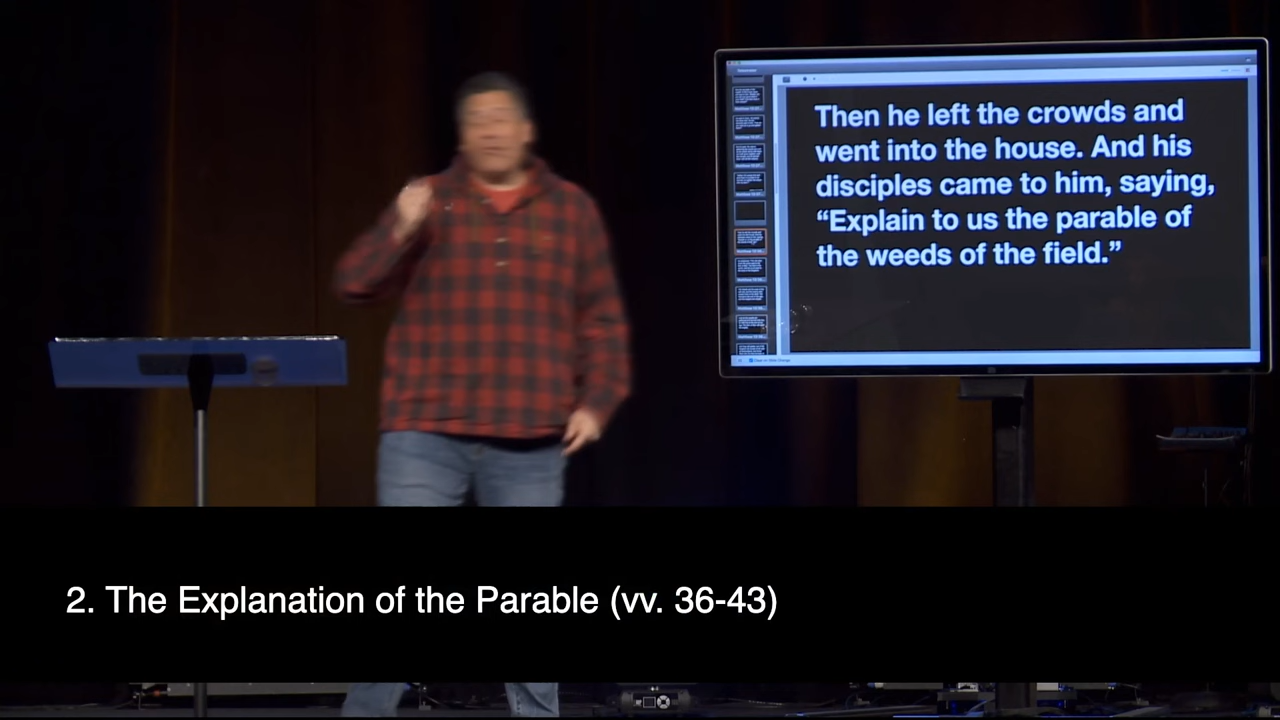 Then he left the crowds and
went into the house. And his
disciples came to him, saying,
“Explain to us the parable of
the weeds of the field.”
2. The Explanation of the Parable (vv. 36-43)